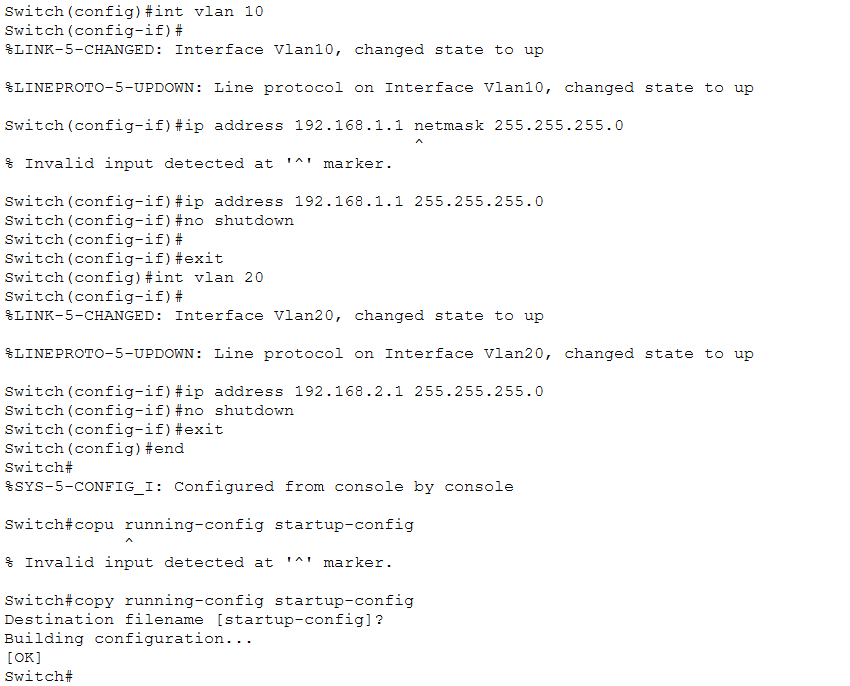 Switch(config)#int vlan 10
Switch(config-if)#
%LINK-5-CHANGED: Interface Vlan10, changed state to up
%LINEPROTO-5-UPDOWN: Line protocol on Interface Vlan10, changed state to up
Switch(config-if)#ip address 192.168.1.1 netmask 255.255.255.0
^
% Invalid input detected at '^' marker.
Switch(config-if)#ip address 192.168.1.1 255.255.255.0
Switch(config-if)#no shutdown
Switch(config-if)#
Switch(config-if)#exit
Switch(config)#int vlan 20
Switch(config-if)#
%LINK-5-CHANGED: Interface Vlan20, changed state to up
%LINEPROTO-5-UPDOWN: Line protocol on Interface Vlan20, changed state to up
Switch(config-if)#ip address 192.168.2.1 255.255.255.0
Switch(config-if)#no shutdown
Switch(config-if)#exit
Switch(config)#end
Switch#
%SYS-5-CONFIG_I: Configured from console by console
Switch#copu running-config startup-config
^
% Invalid input detected at '^' marker.
Switch#copy running-config startup-config
Destination filename [startup-config]?
Building configuration...
[OK]
Switch#